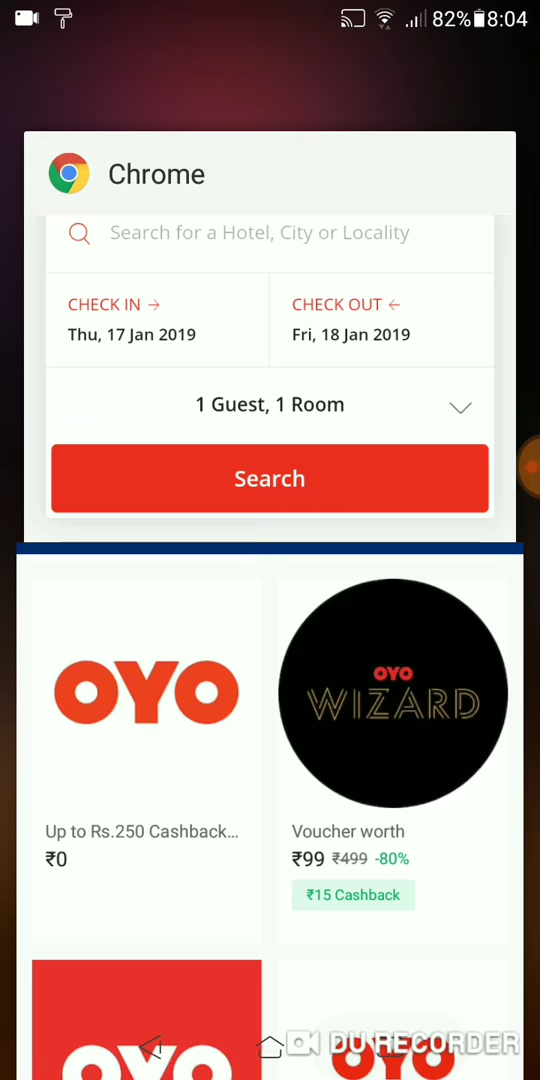 82% 8:04
Chrome
Search for a Hotel, City or Locality
CHECK IN → CHECK OUT ←
Thu, 17 Jan 2019 Fri, 18 Jan 2019
1 Guest, 1 Room
Search
OYO
OYO
WIZARD
Up to Rs.250 Cashback... Voucher worth
₹0 ₹99 ₹499 -80%
₹15 Cashback
DU RECORDER
OYO OYO